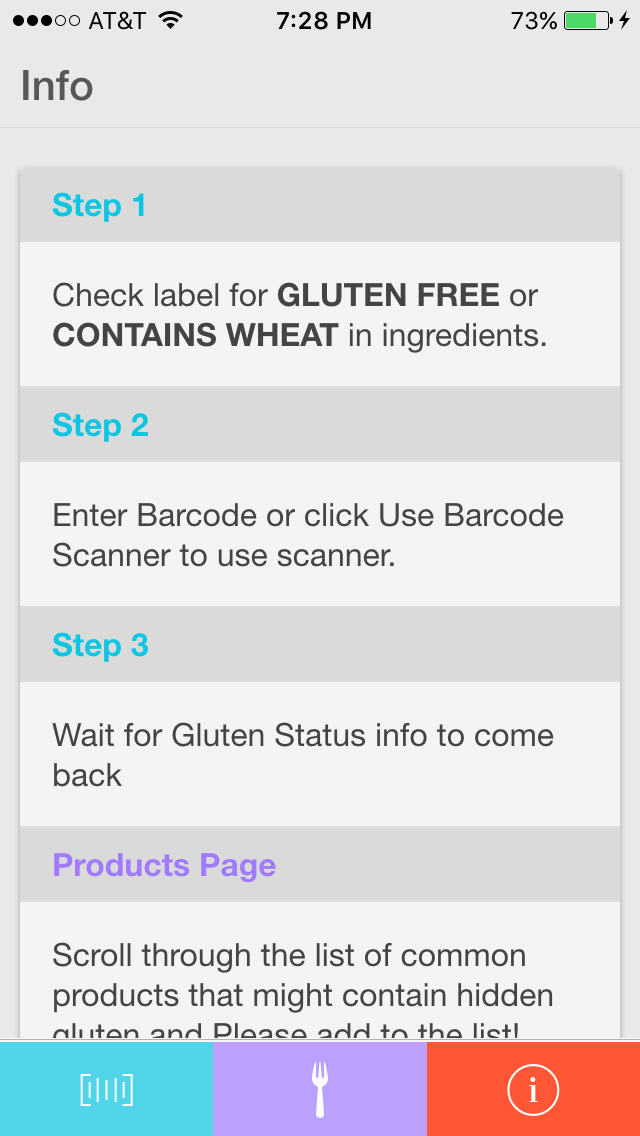 AT&T 7:28 PM 73%
Info
Step 1
Check label for GLUTEN FREE or
CONTAINS WHEAT in ingredients.
Step 2
Enter Barcode or click Use Barcode
Scanner to use scanner.
Step 3
Wait for Gluten Status info to come
back
Products Page
Scroll through the list of common
products that might contain hidden
gluten and Please add to the list!
i